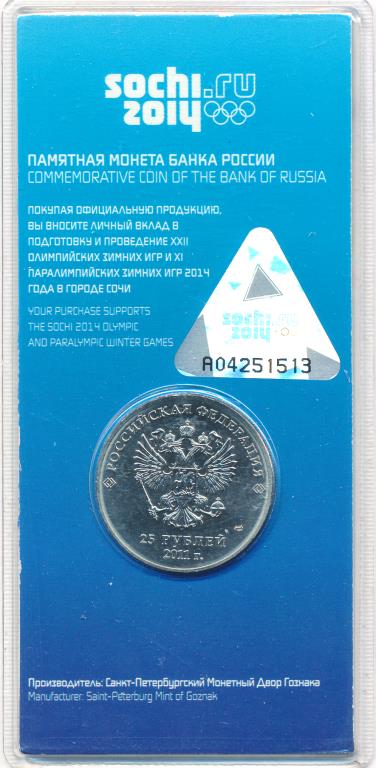 sochi.ru
2014
ПАМЯТНАЯ МОНЕТА БАНКА РОССИИ
COMMEMORATIVE COIN OF THE BANK OF RUSSIA
ПОКУПАЯ ОФИЦИАЛЬНУЮ ПРОДУКЦИЮ,
ВЫ ВНОСИТЕ ЛИЧНЫЙ ВКЛАД В
ПОДГОТОВКУ И ПРОВЕДЕНИЕ XXII
ОЛИМПИЙСКИХ ЗИМНИХ ИГР И XI
ПАРАЛИМПИЙСКИХ ЗИМНИХ ИГР 2014
ГОДА В ГОРОДЕ СОЧИ
YOUR PURCHASE SUPPORTS
THE SOCHI 2014 OLYMPIC
AND PARALYMPIC WINTER GAMES
sochi.ru
2014
A04251513
РОССИЙСКАЯ ФЕДЕРАЦИЯ
25 РУБЛЕЙ
2011 г.
Производитель: Санкт-Петербургский Монетный Двор Гознака
Manufacturer: Saint-Peterburg Mint of Goznak